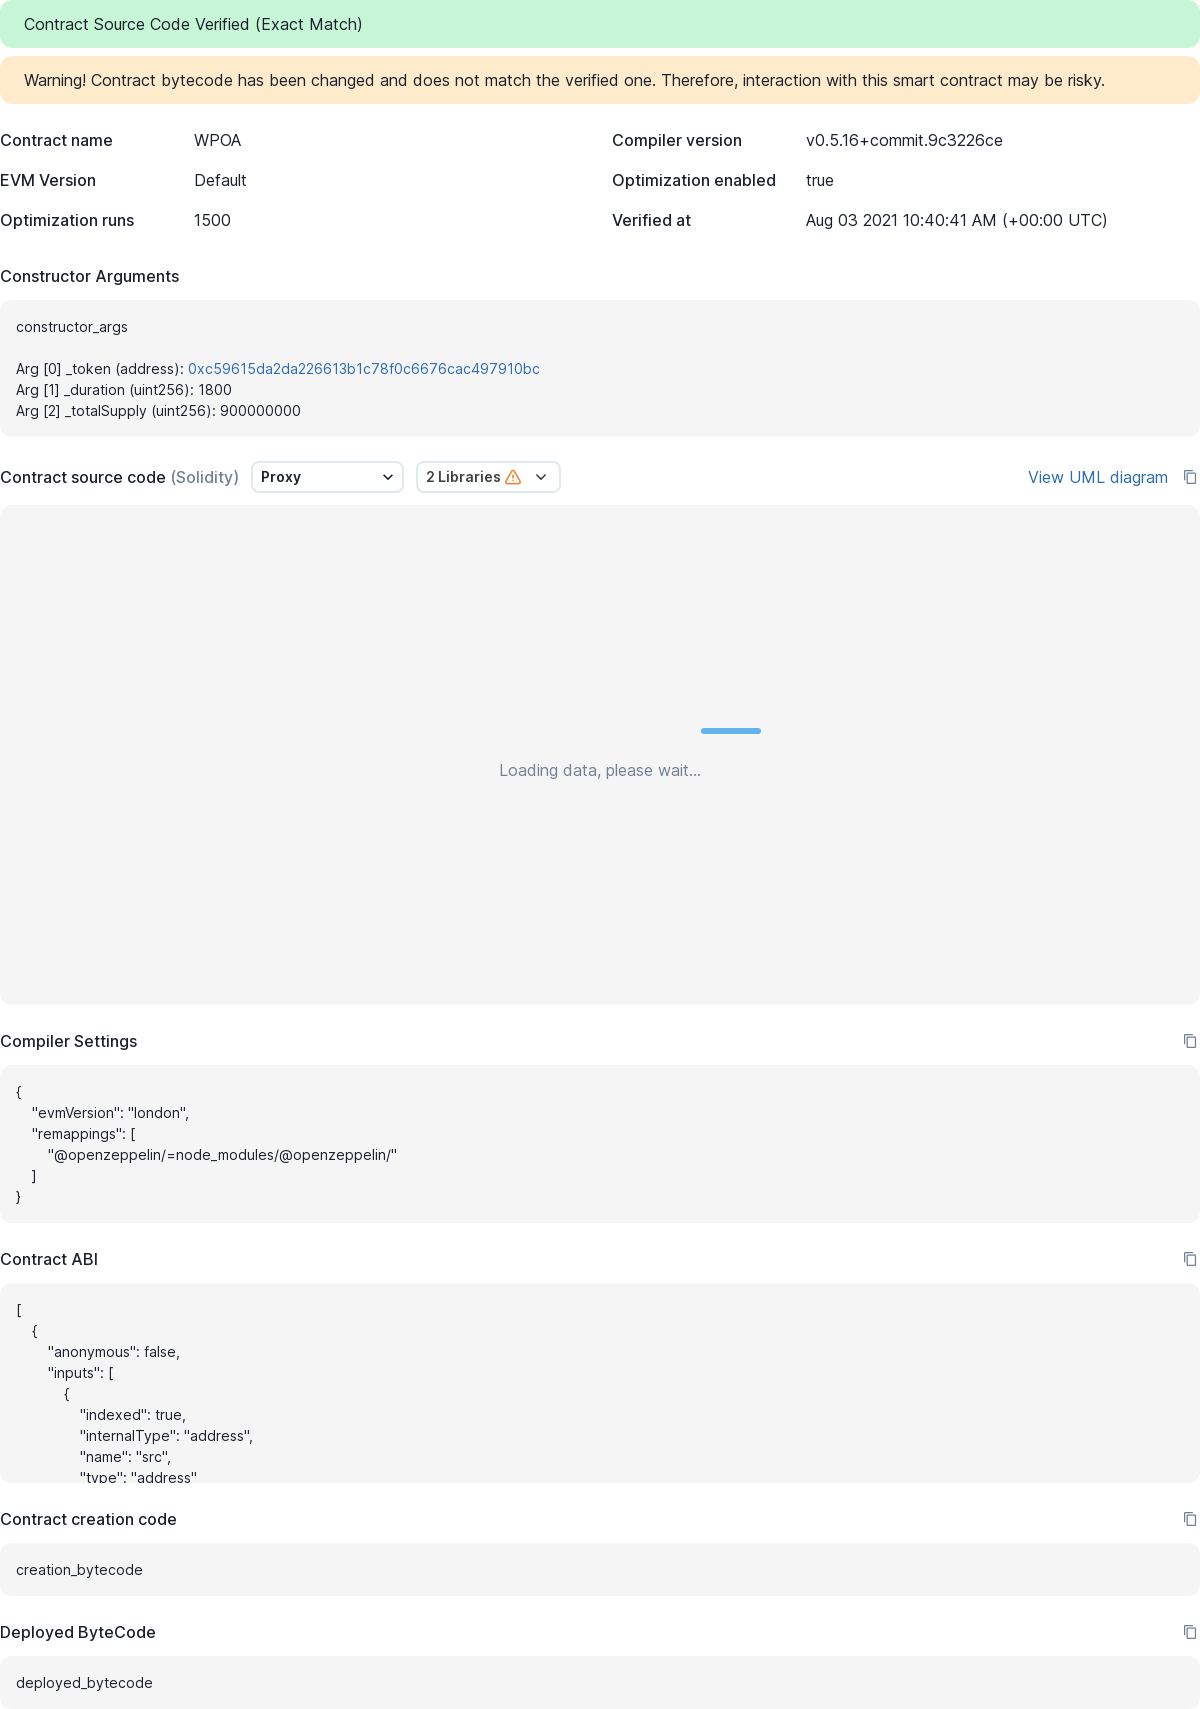 Contract Source Code Verified (Exact Match)
Warning! Contract bytecode has been changed and does not match the verified one. Therefore, interaction with this smart contract may be risky.
Contract name WPOA Compiler version v0.5.16+commit.9c3226ce
EVM Version Default Optimization enabled true
Optimization runs 1500 Verified at Aug 03 2021 10:40:41 AM (+00:00 UTC)
Constructor Arguments
constructor_args
Arg [0] _token (address): 0xc59615da2da226613b1c78f0c6676cac497910bc
Arg [1] _duration (uint256): 1800
Arg [2] _totalSupply (uint256): 900000000
Contract source code (Solidity) Proxy 2 Libraries View UML diagram
Loading data, please wait...
Compiler Settings
{
"evmVersion": "london",
"remappings": [
"@openzeppelin/=node_modules/@openzeppelin/"
]
}
Contract ABI
[
{
"anonymous": false,
"inputs": [
{
"indexed": true,
"internalType": "address",
"name": "src",
"type": "address"
Contract creation code
creation_bytecode
Deployed ByteCode
deployed_bytecode